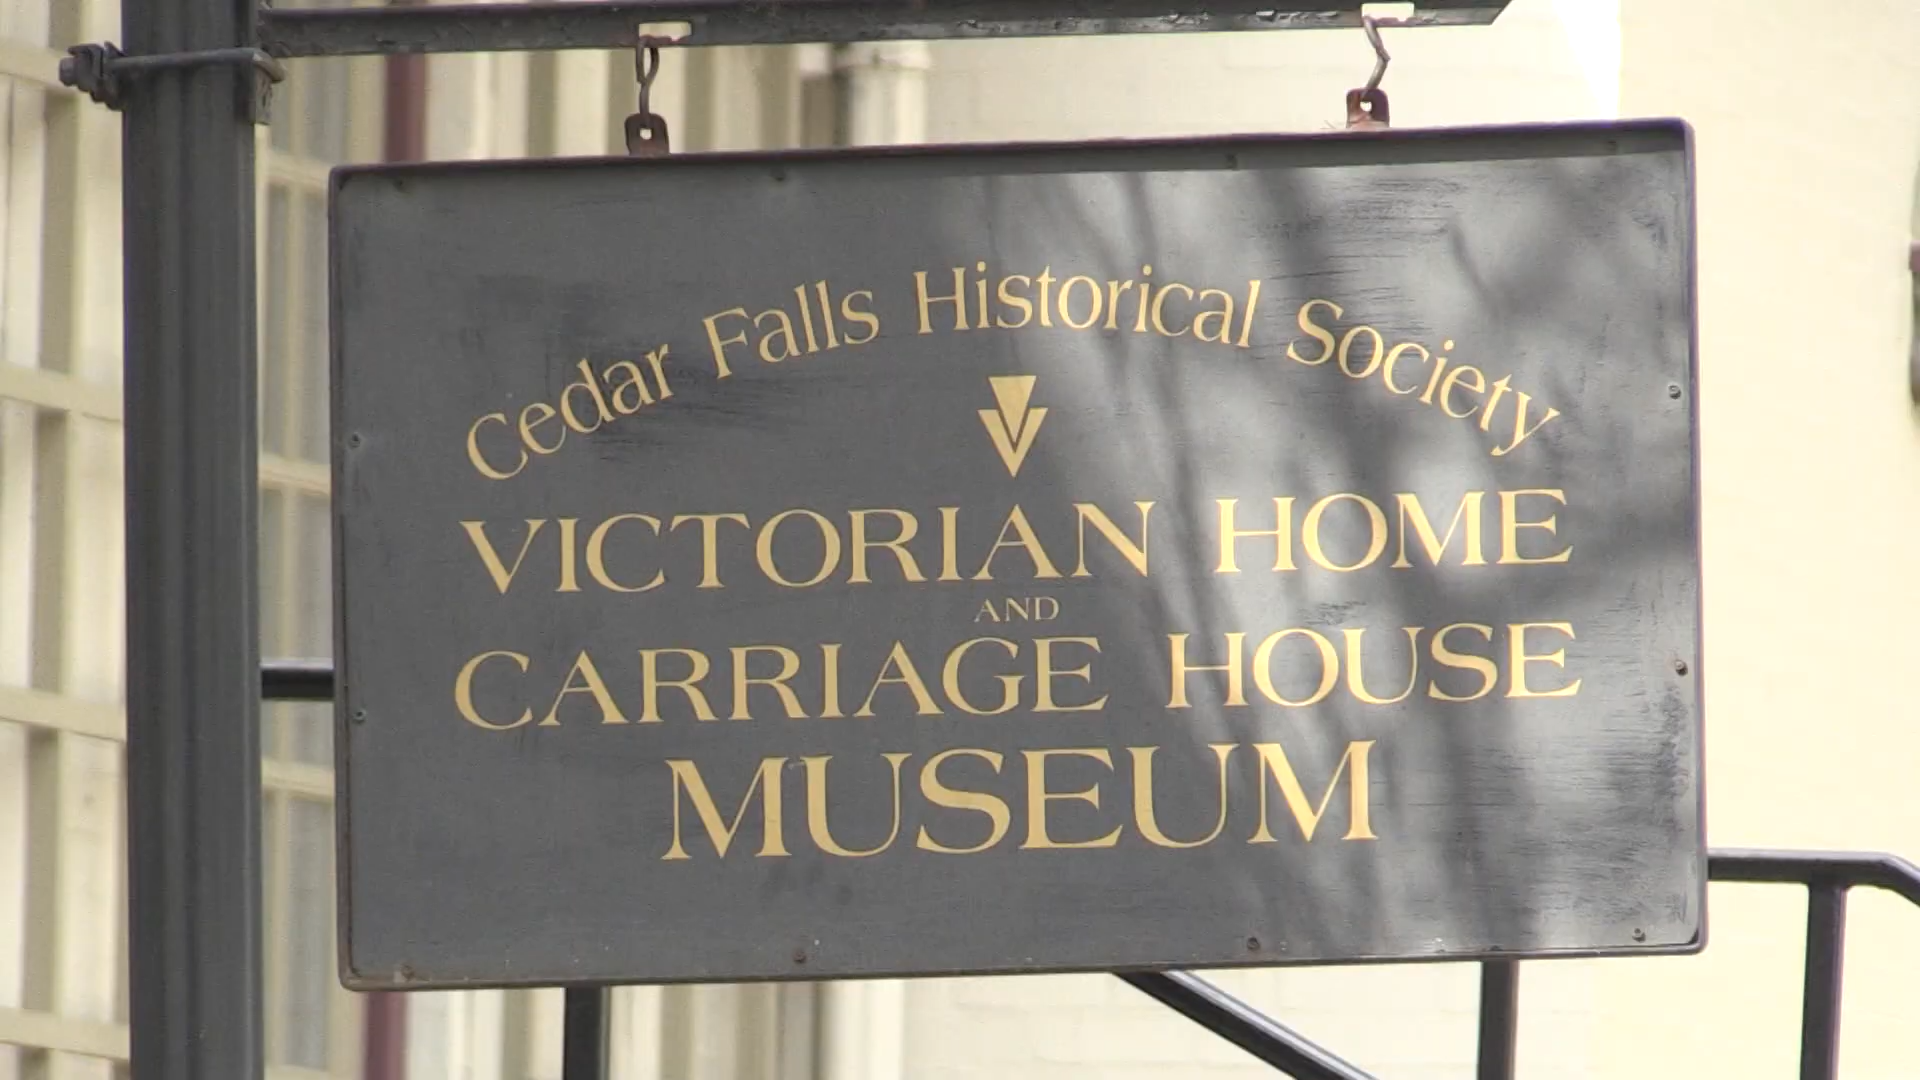 Cedar Falls Historical Society
VICTORIAN HOME
AND
CARRIAGE HOUSE
MUSEUM